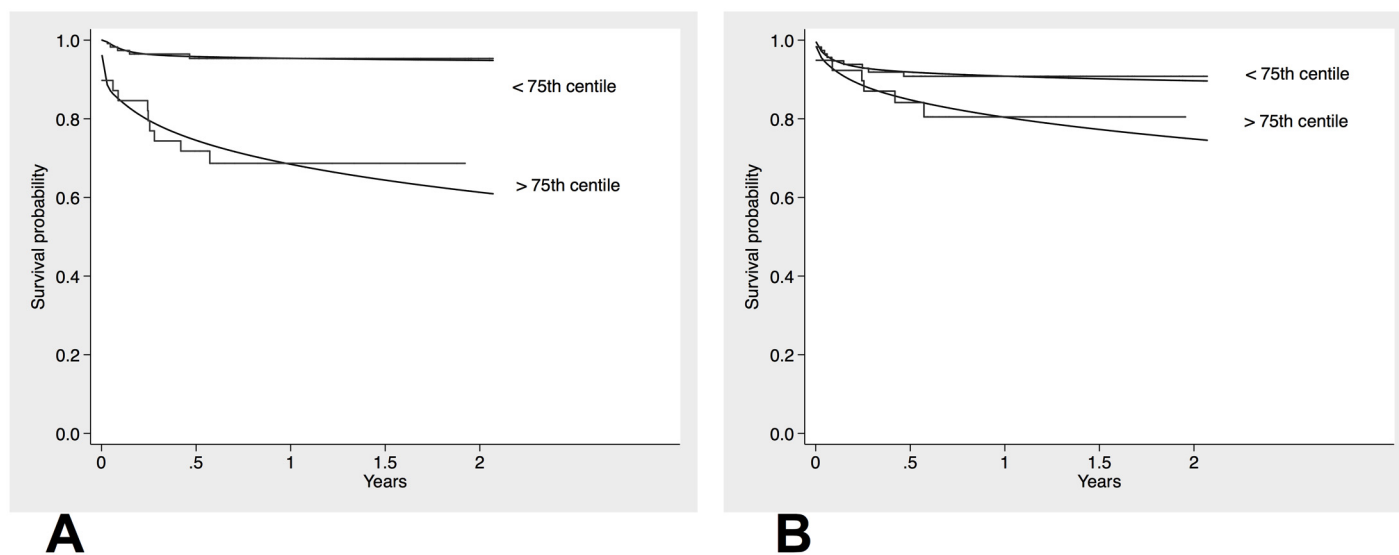 Survival probability
1.0
0.8
0.6
0.4
0.2
0.0
0 .5 1 1.5 2
Years
< 75th centile
> 75th centile
A
Survival probability
1.0
0.8
0.6
0.4
0.2
0.0
0 .5 1 1.5 2
Years
< 75th centile
> 75th centile
B